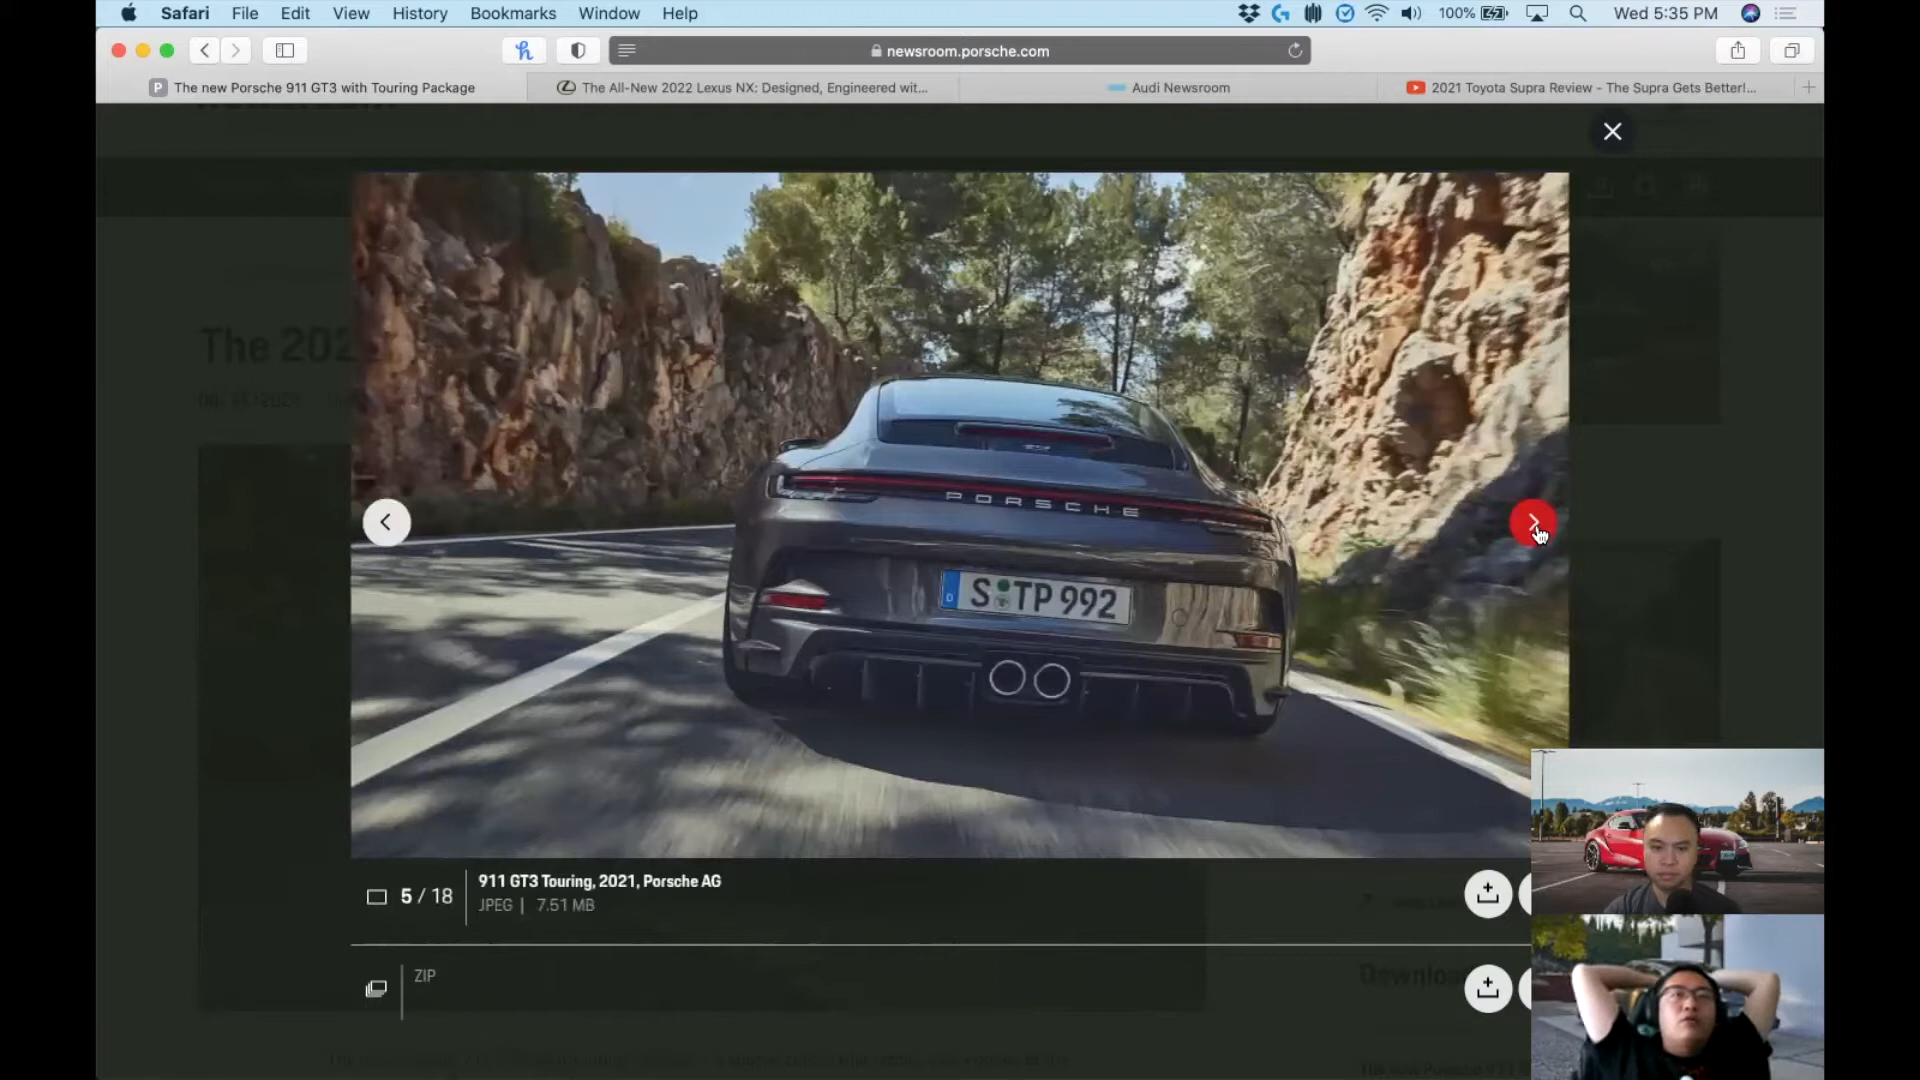 Safari File Edit View History Bookmarks Window Help 100% Wed 5:35 PM
newsroom.porsche.com
P The new Porsche 911 GT3 with Touring Package
The All-New 2022 Lexus NX: Designed, Engineered wit...
Audi Newsroom
2021 Toyota Supra Review - The Supra Gets Better!...
The 202
PORSCHE
D S TP 992
5 / 18
911 GT3 Touring, 2021, Porsche AG
JPEG | 7.51 MB
ZIP
Downloa